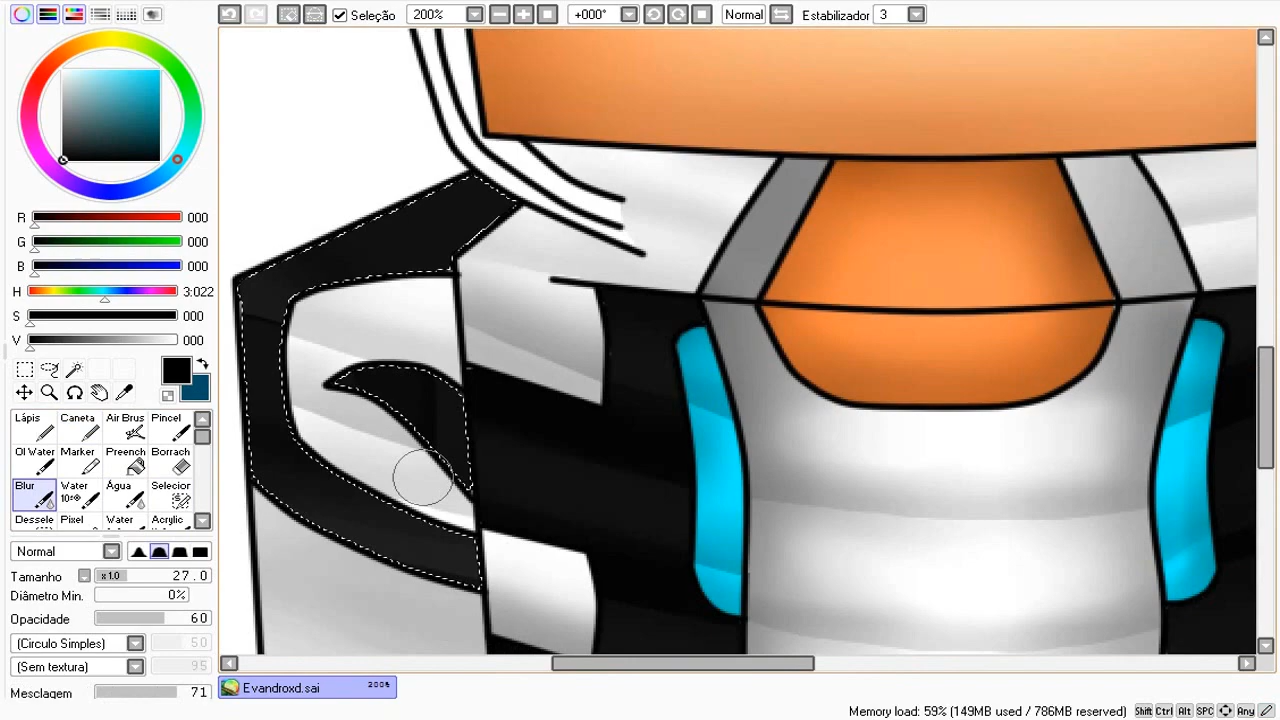 Seleção 200% +000° Normal Estabilizador 3
R 000
G 000
B 000
H 3:022
S 000
V 000
Lápis Caneta Air Brus Pincel
Ol Water Marker Preench Borrach
Blur Water Água Selecior
10
Dessele Pixel Water Acrylic
Normal
Tamanho x1.0 27.0
Diâmetro Min. 0%
Opacidade 60
(Circulo Simples) 50
(Sem textura) 95
Mesclagem 71
Evandroxd.sai 200%
Memory load: 59% (149MB used / 786MB reserved) Shift Ctrl Alt SPC Any